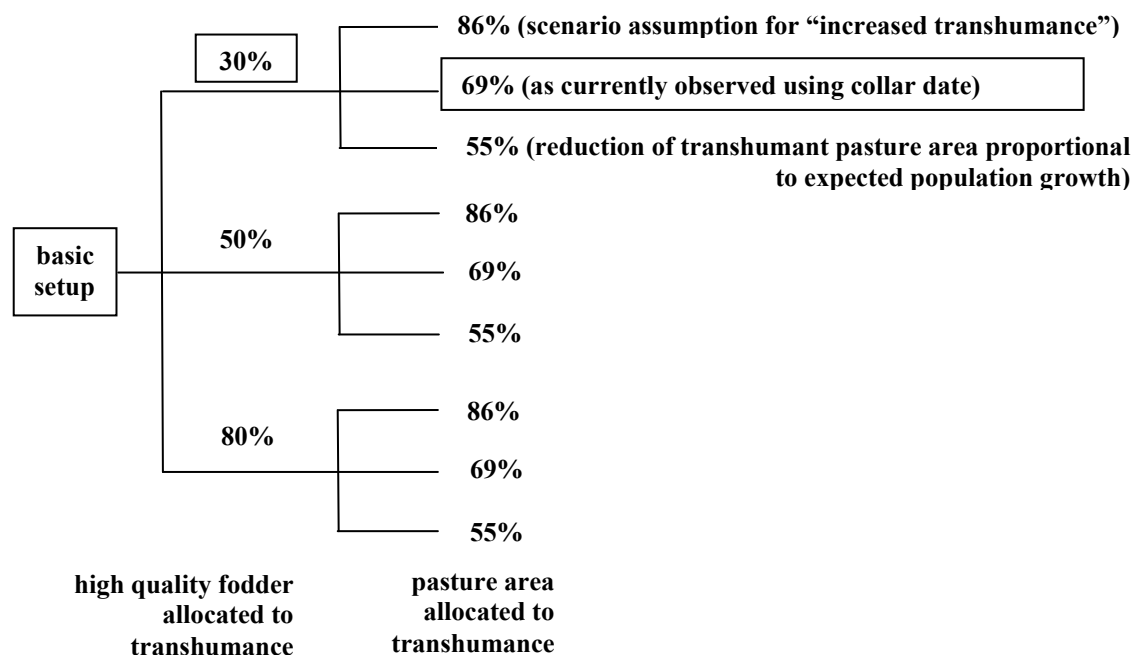 86% (scenario assumption for “increased transhumance”)
30%
69% (as currently observed using collar date)
55% (reduction of transhumant pasture area proportional
to expected population growth)
86%
50%
basic
setup
69%
55%
86%
80%
69%
55%
high quality fodder
allocated to
transhumance
pasture area
allocated to
transhumance